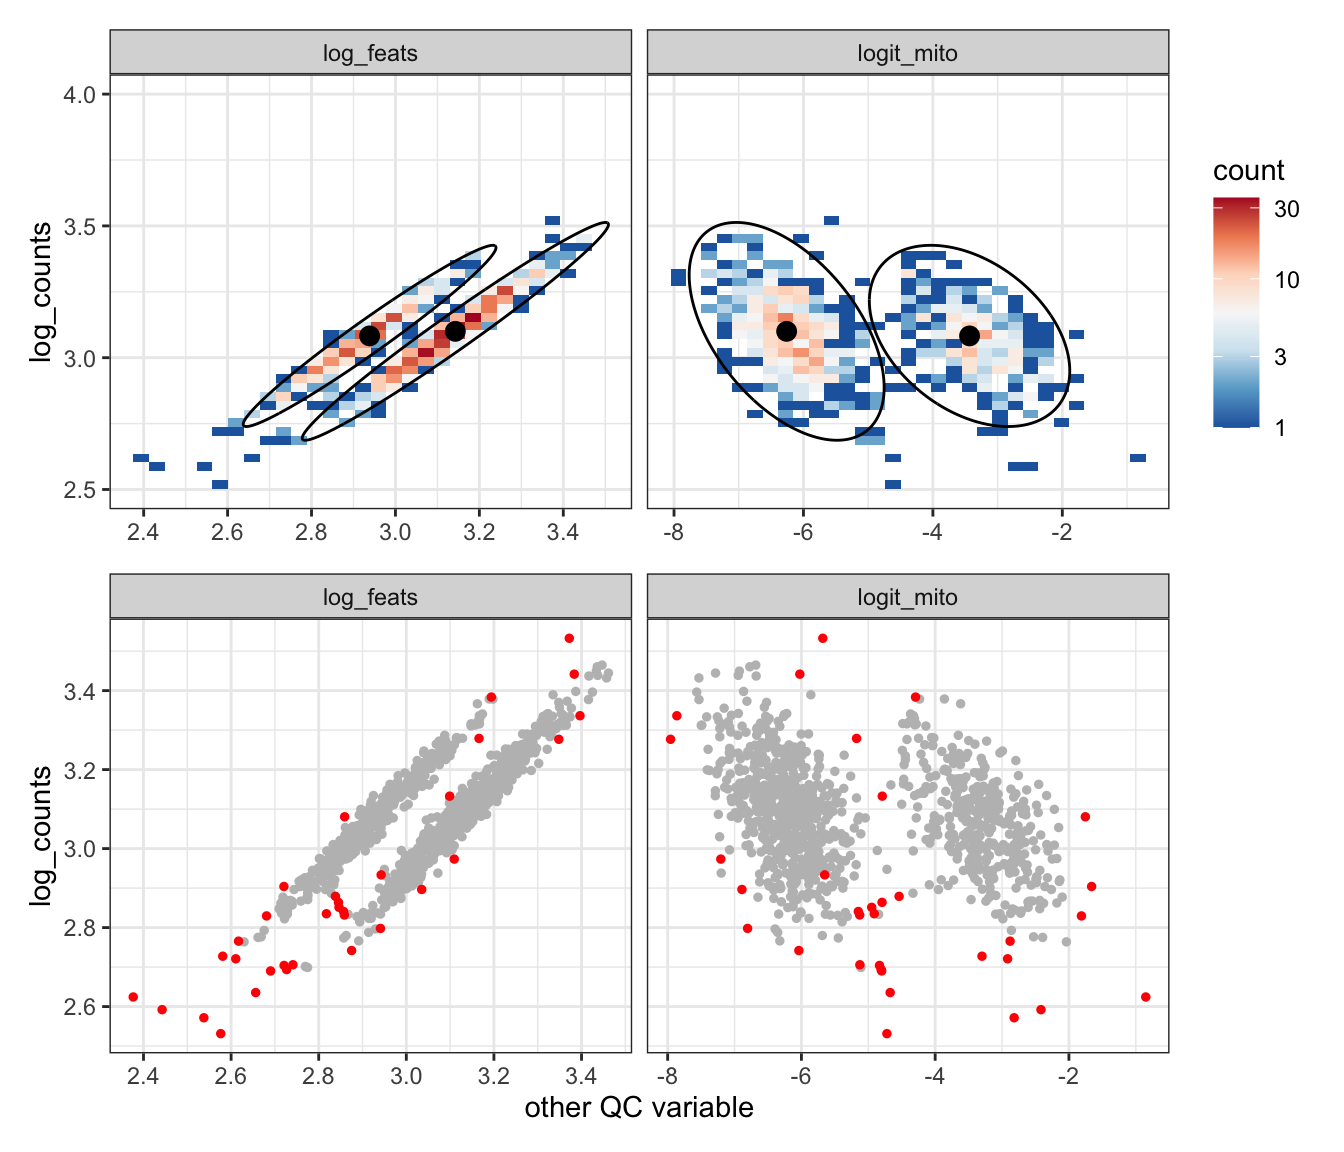 log_feats
logit_mito
4.0
3.5
3.0
2.5
log_counts
2.4 2.6 2.8 3.0 3.2 3.4
-8 -6 -4 -2
count
30
10
3
1
log_feats
logit_mito
3.4
3.2
3.0
2.8
2.6
log_counts
2.4 2.6 2.8 3.0 3.2 3.4
-8 -6 -4 -2
other QC variable